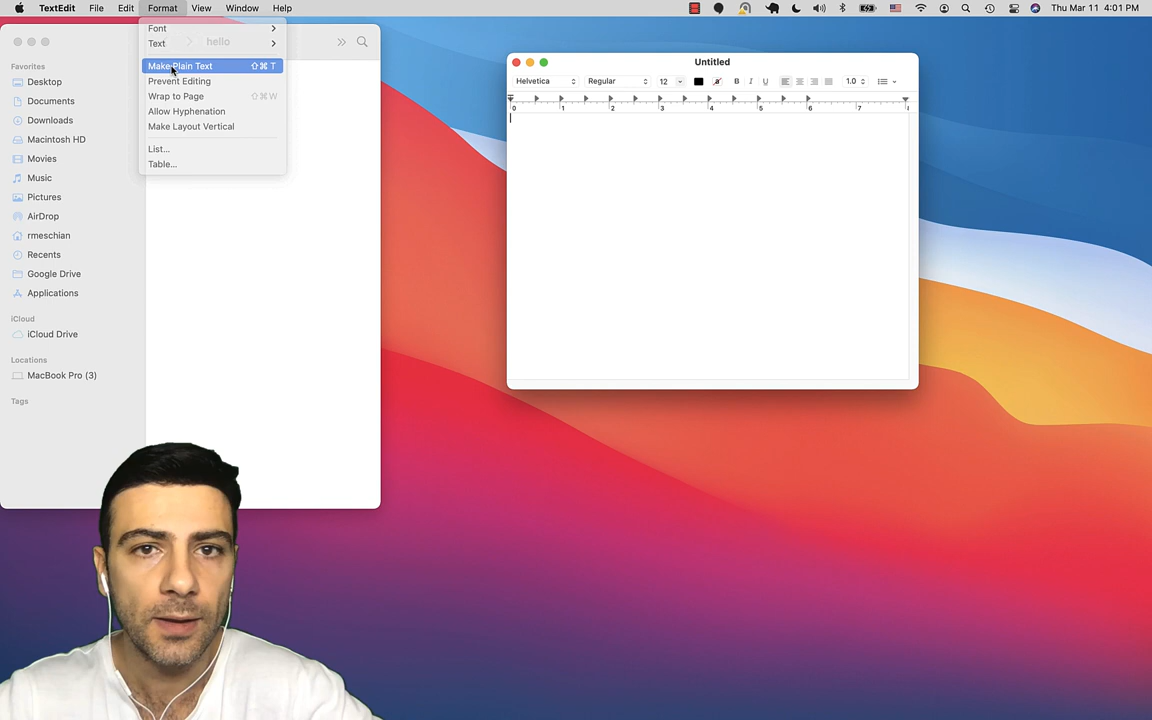 TextEdit File Edit Format View Window Help Thu Mar 11 4:01 PM
Font
Text
hello
Make Plain Text ⇧⌘ T
Prevent Editing
Wrap to Page ⇧⌘W
Allow Hyphenation
Make Layout Vertical
List...
Table...
Favorites
Desktop
Documents
Downloads
Macintosh HD
Movies
Music
Pictures
AirDrop
rmeschian
Recents
Google Drive
Applications
iCloud
iCloud Drive
Locations
MacBook Pro (3)
Tags
Untitled
Helvetica Regular 12 B I U 1.0
0 1 2 3 4 5 6 7